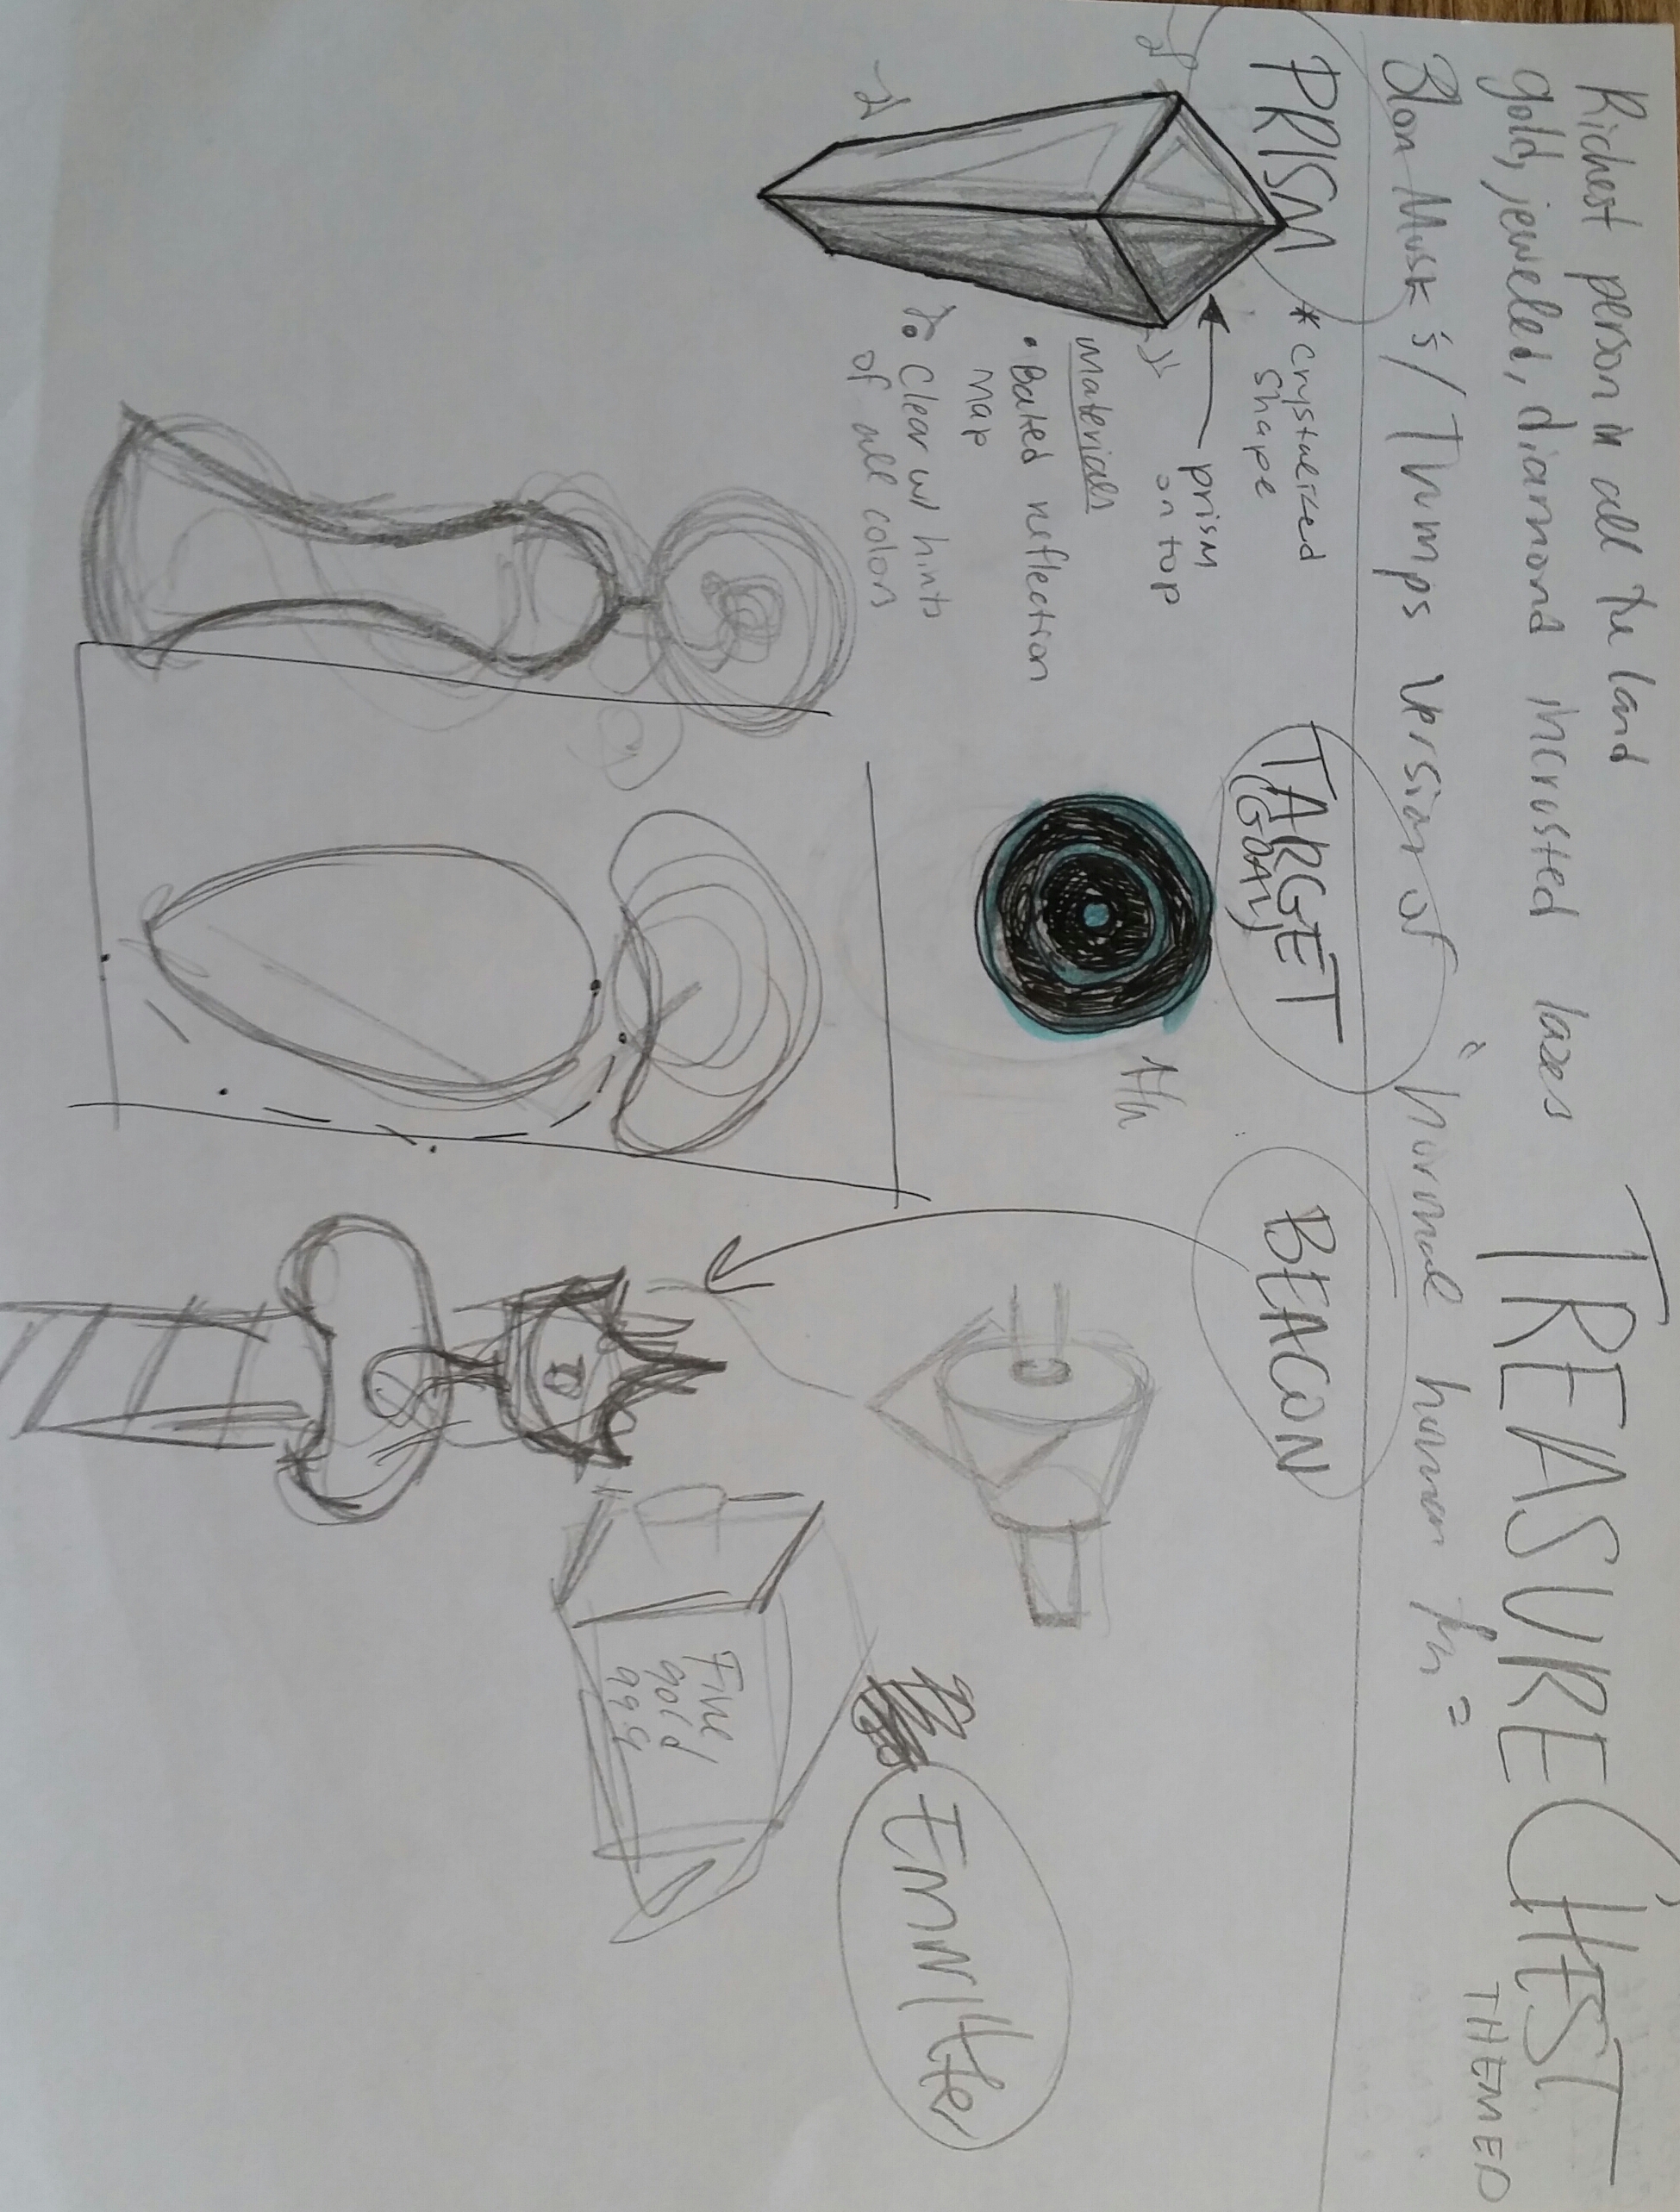 Richest person in all the land
gold, jeweled, diamond incrusted lazes
Elon Musk's / Trumps version of "normal human fun"
TREASURE CHEST
THEMED
PRISM
* crystalized
shape
prism
on top
Materials
• Baked reflection
map
• Clear w/ hints
of all colors
TARGET
(GOAL)
BEACON
Emmitter
Fine
gold
999